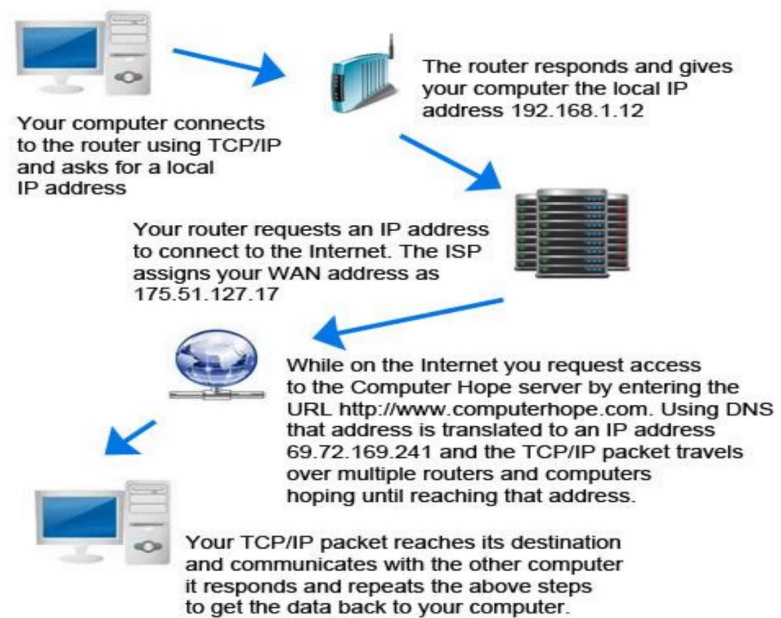 Your computer connects
to the router using TCP/IP
and asks for a local
IP address
The router responds and gives
your computer the local IP
address 192.168.1.12
Your router requests an IP address
to connect to the Internet. The ISP
assigns your WAN address as
175.51.127.17
While on the Internet you request access
to the Computer Hope server by entering the
URL http://www.computerhope.com. Using DNS
that address is translated to an IP address
69.72.169.241 and the TCP/IP packet travels
over multiple routers and computers
hoping until reaching that address.
Your TCP/IP packet reaches its destination
and communicates with the other computer
it responds and repeats the above steps
to get the data back to your computer.